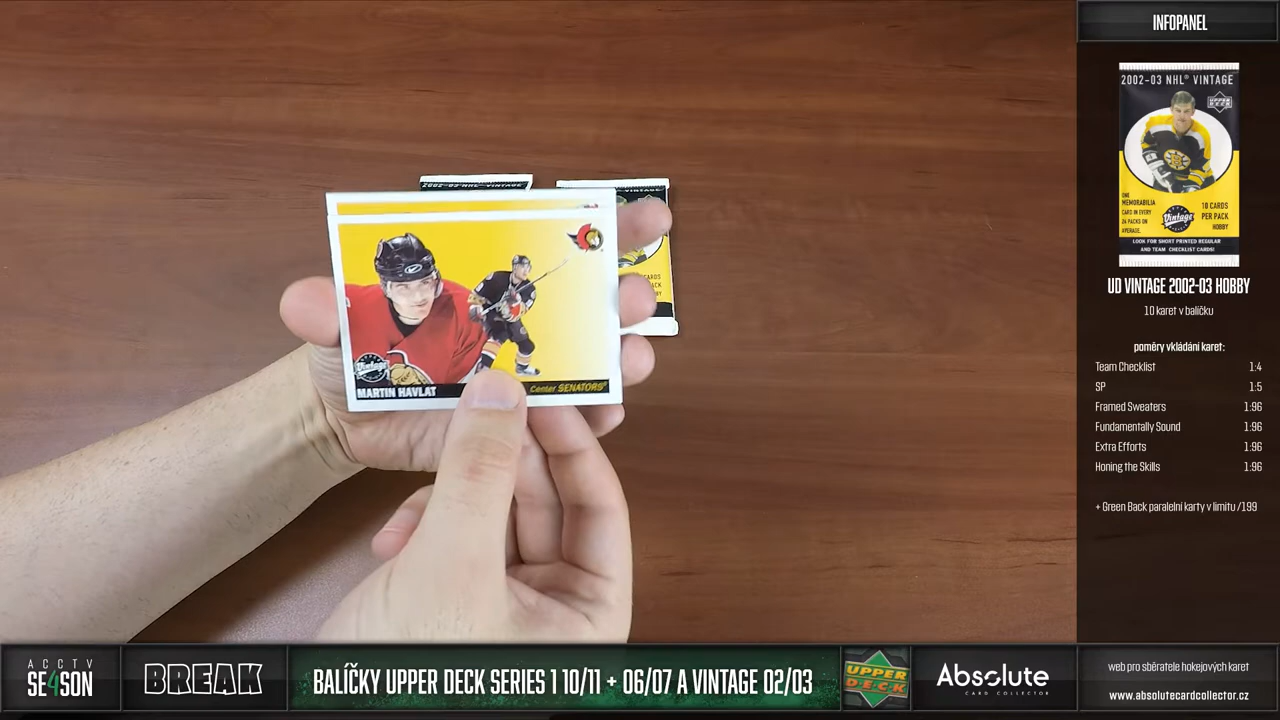 INFOPANEL
2002-03 NHL® VINTAGE
UPPER DECK
ONE MEMORABILIA CARD IN EVERY 24 PACKS ON AVERAGE.
Vintage
10 CARDS PER PACK HOBBY
LOOK FOR SHORT PRINTED REGULAR
AND TEAM CHECKLIST CARDS!
UD VINTAGE 2002-03 HOBBY
10 karet v balíčku
poměry vkládání karet:
Team Checklist 1:4
SP 1:5
Framed Sweaters 1:96
Fundamentally Sound 1:96
Extra Efforts 1:96
Honing the Skills 1:96
+ Green Back paralelní karty v limitu /199
2002-03 NHL VINTAGE
Vintage
MARTIN HAVLAT
Center SENATORS®
ACCTV
SE4SON
BREAK
BALÍČKY UPPER DECK SERIES 1 10/11 + 06/07 A VINTAGE 02/03
UPPER DECK
Absolute
CARD COLLECTOR
web pro sběratele hokejových karet
www.absolutecardcollector.cz